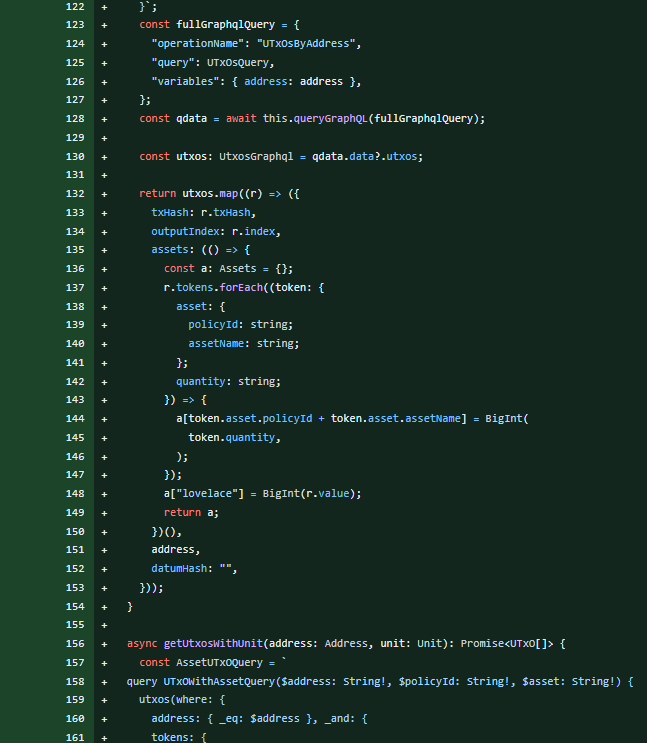 122 +     }`;
123 +     const fullGraphqlQuery = {
124 +       "operationName": "UTxOsByAddress",
125 +       "query": UTxOsQuery,
126 +       "variables": { address: address },
127 +     };
128 +     const qdata = await this.queryGraphQL(fullGraphqlQuery);
129 +
130 +     const utxos: UtxosGraphql = qdata.data?.utxos;
131 +
132 +     return utxos.map((r) => ({
133 +       txHash: r.txHash,
134 +       outputIndex: r.index,
135 +       assets: (() => {
136 +         const a: Assets = {};
137 +         r.tokens.forEach((token: {
138 +           asset: {
139 +             policyId: string;
140 +             assetName: string;
141 +           };
142 +           quantity: string;
143 +         }) => {
144 +           a[token.asset.policyId + token.asset.assetName] = BigInt(
145 +             token.quantity,
146 +           );
147 +         });
148 +         a["lovelace"] = BigInt(r.value);
149 +         return a;
150 +       })(),
151 +       address,
152 +       datumHash: "",
153 +     }));
154 +   }
155 +
156 +   async getUtxosWithUnit(address: Address, unit: Unit): Promise<UTxO[]> {
157 +     const AssetUTxOQuery = `
158 +   query UTxOWithAssetQuery($address: String!, $policyId: String!, $asset: String!) {
159 +     utxos(where: {
160 +       address: { _eq: $address }, _and: {
161 +         tokens: {